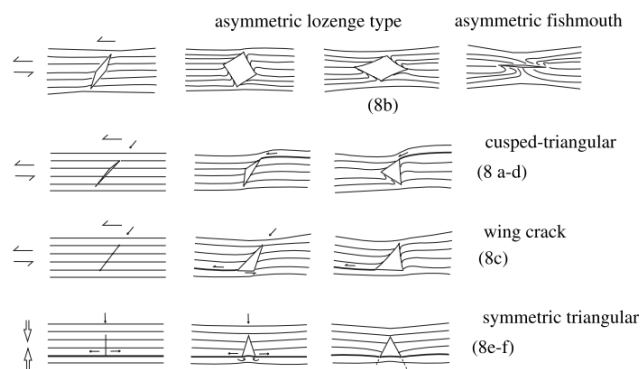 asymmetric lozenge type
asymmetric fishmouth
(8b)
cusped-triangular
(8 a-d)
wing crack
(8c)
symmetric triangular
(8e-f)